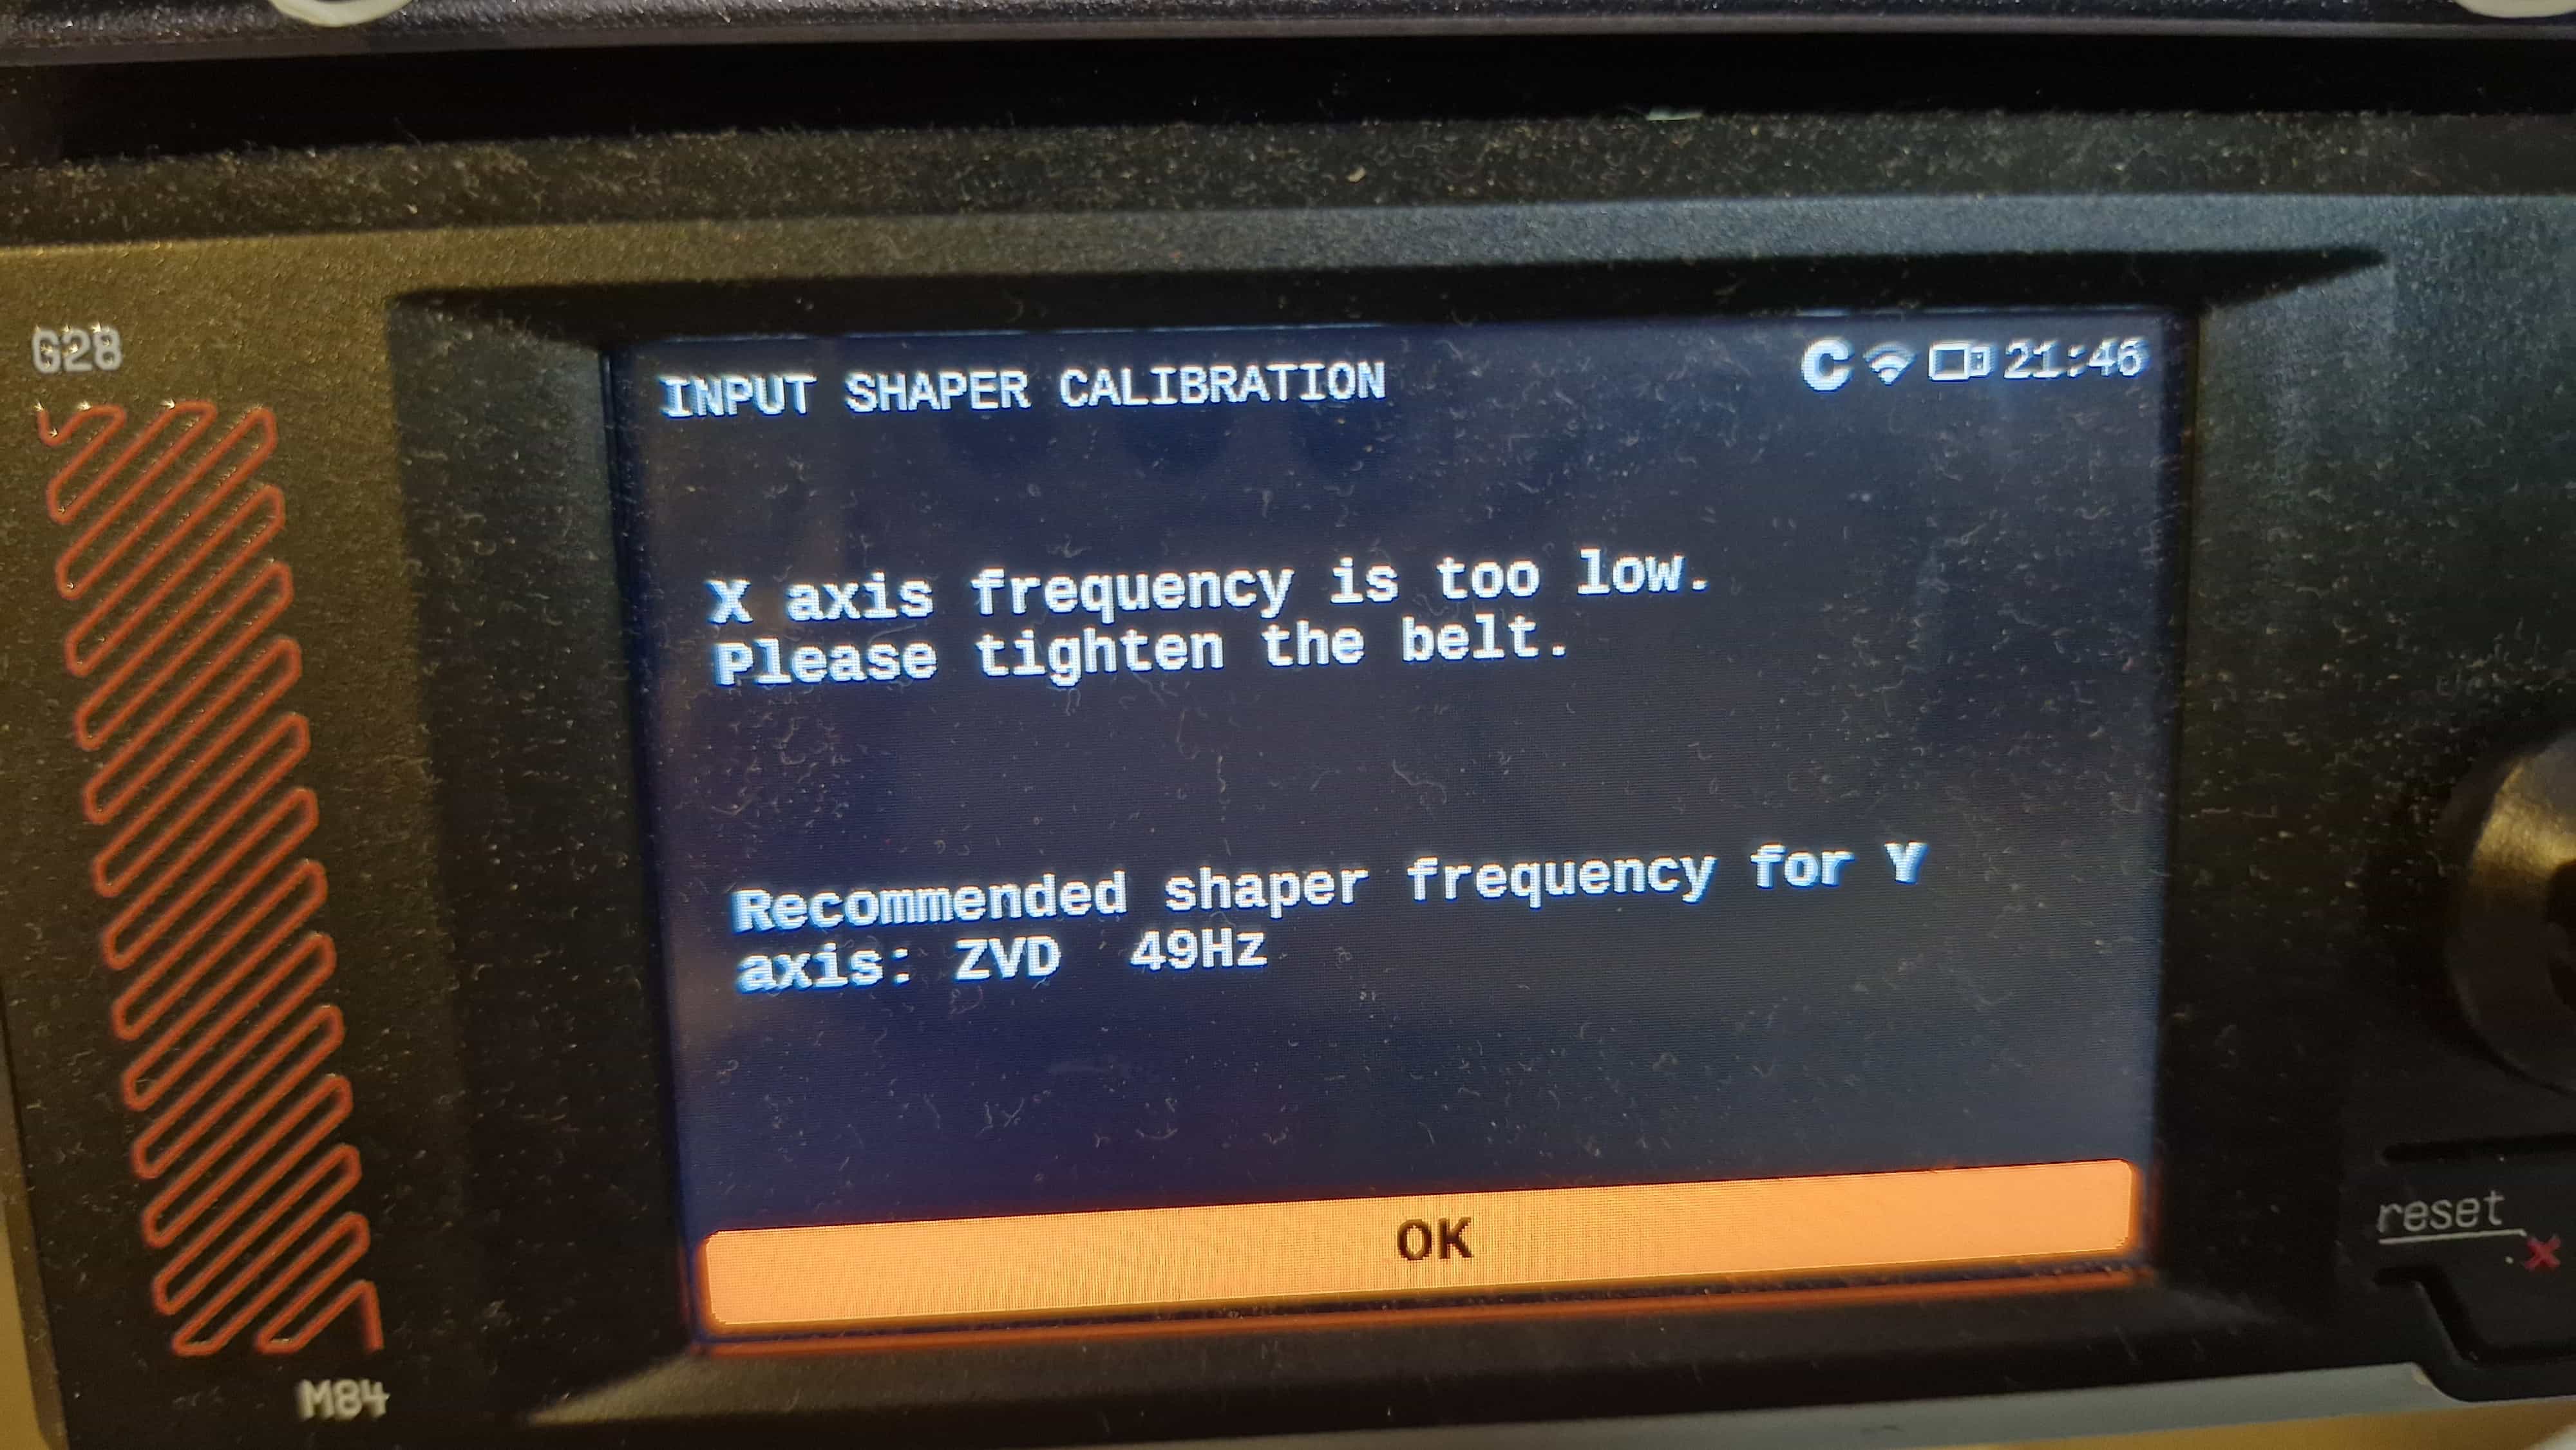 G28
INPUT SHAPER CALIBRATION
C 21:46
X axis frequency is too low.
Please tighten the belt.
Recommended shaper frequency for Y
axis: ZVD 49Hz
OK
reset
M84